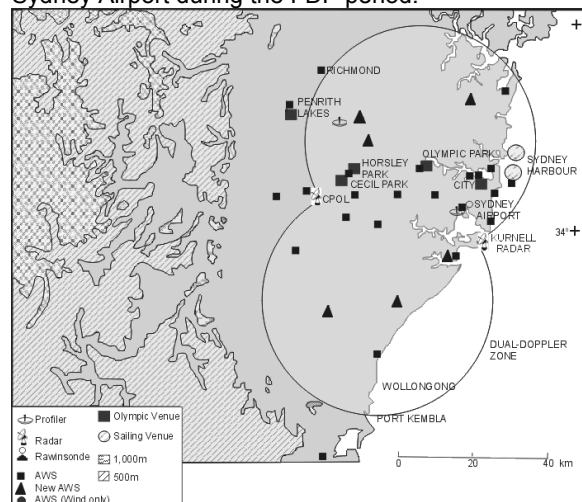 Sydney Airport during the FDP period.
RICHMOND
PENRITH
LAKES
OLYMPIC PARK
SYDNEY
HARBOUR
HORSLEY
PARK
CECIL PARK
CITY
CPOL
SYDNEY
AIRPORT
34°
KURNELL
RADAR
DUAL-DOPPLER
ZONE
WOLLONGONG
PORT KEMBLA
Profiler
Olympic Venue
Radar
Sailing Venue
Rawinsonde
1,000m
AWS
500m
New AWS
AWS (Wind only)
0 20 40 km